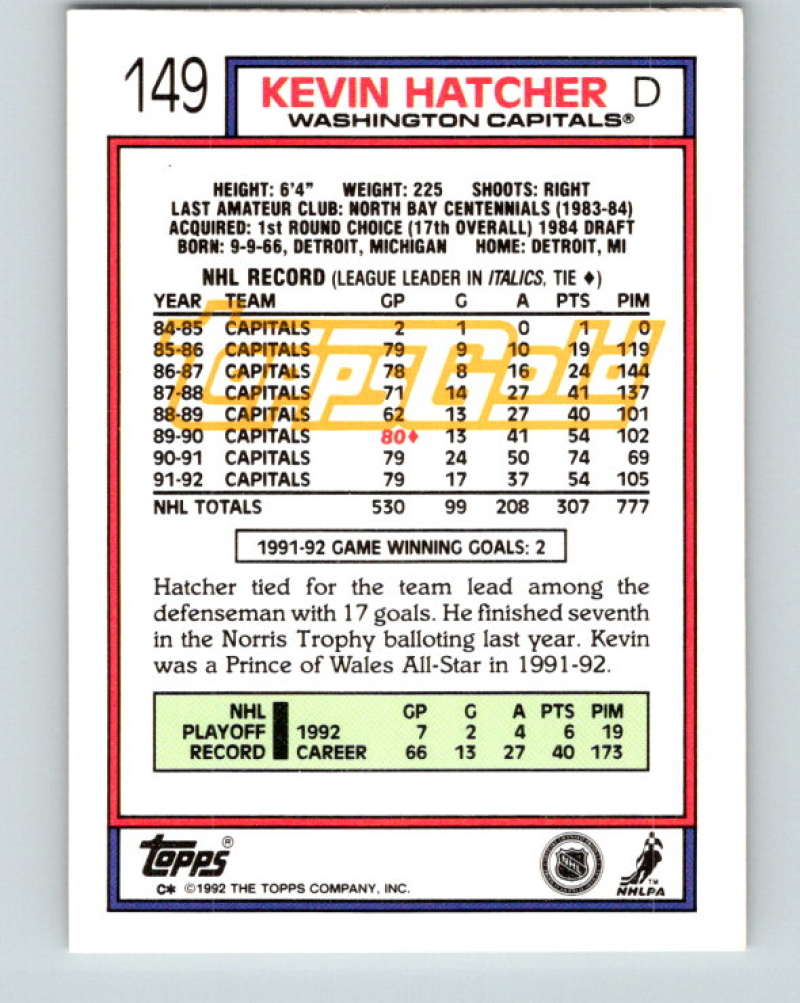 149 KEVIN HATCHER D
WASHINGTON CAPITALS®
HEIGHT: 6'4" WEIGHT: 225 SHOOTS: RIGHT
LAST AMATEUR CLUB: NORTH BAY CENTENNIALS (1983-84)
ACQUIRED: 1st ROUND CHOICE (17th OVERALL) 1984 DRAFT
BORN: 9-9-66, DETROIT, MICHIGAN HOME: DETROIT, MI
NHL RECORD (LEAGUE LEADER IN ITALICS, TIE ♦)
YEAR TEAM GP G A PTS PIM
84-85 CAPITALS 2 1 0 1 0
85-86 CAPITALS 79 9 10 19 119
86-87 CAPITALS 78 8 16 24 144
87-88 CAPITALS 71 14 27 41 137
88-89 CAPITALS 62 13 27 40 101
89-90 CAPITALS 80♦ 13 41 54 102
90-91 CAPITALS 79 24 50 74 69
91-92 CAPITALS 79 17 37 54 105
NHL TOTALS 530 99 208 307 777
ToppsGold
1991-92 GAME WINNING GOALS: 2
Hatcher tied for the team lead among the
defenseman with 17 goals. He finished seventh
in the Norris Trophy balloting last year. Kevin
was a Prince of Wales All-Star in 1991-92.
NHL GP G A PTS PIM
PLAYOFF 1992 7 2 4 6 19
RECORD CAREER 66 13 27 40 173
TOPPS®
C* ©1992 THE TOPPS COMPANY, INC.
NHL
™
NHLPA